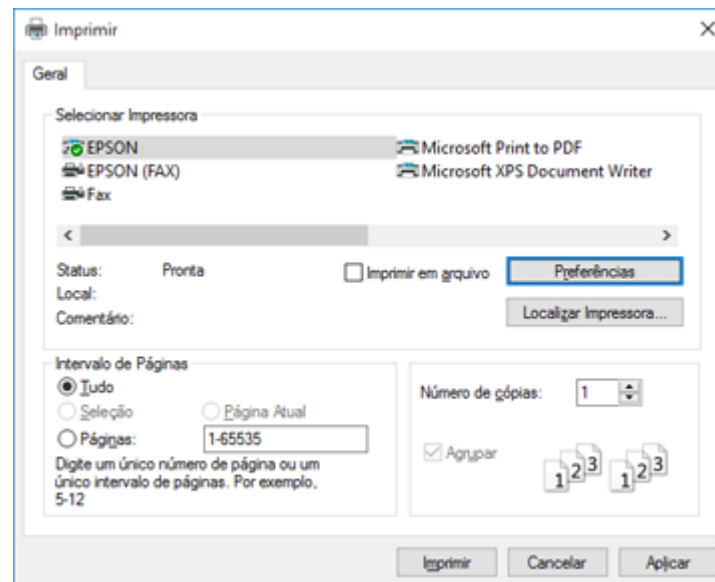 Imprimir
Geral
Selecionar Impressora
EPSON
Microsoft Print to PDF
EPSON (FAX)
Microsoft XPS Document Writer
Fax
Status: Pronta
Imprimir em arquivo
Preferências
Local:
Localizar Impressora...
Comentário:
Intervalo de Páginas
Tudo
Seleção
Página Atual
Páginas: 1-65535
Digite um único número de página ou um
único intervalo de páginas. Por exemplo,
5-12
Número de cópias: 1
Agrupar
1 2 3 1 2 3
Imprimir
Cancelar
Aplicar